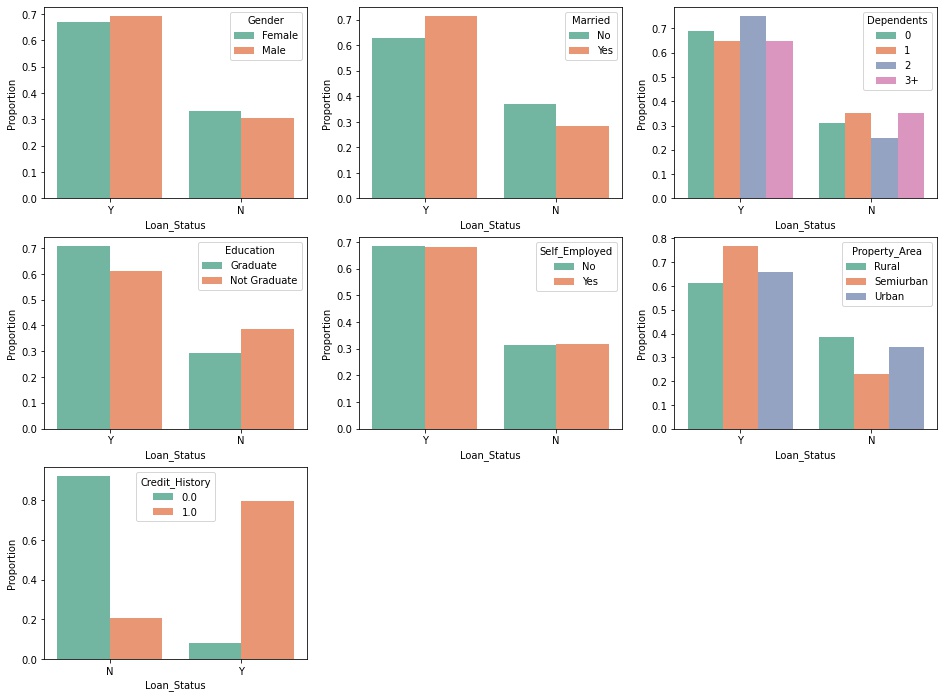 Gender
Female
Male
0.7
0.6
0.5
0.4
0.3
0.2
0.1
0.0
Proportion
Y
N
Loan_Status
Married
No
Yes
0.7
0.6
0.5
0.4
0.3
0.2
0.1
0.0
Proportion
Y
N
Loan_Status
Dependents
0
1
2
3+
0.7
0.6
0.5
0.4
0.3
0.2
0.1
0.0
Proportion
Y
N
Loan_Status
Education
Graduate
Not Graduate
0.7
0.6
0.5
0.4
0.3
0.2
0.1
0.0
Proportion
Y
N
Loan_Status
Self_Employed
No
Yes
0.7
0.6
0.5
0.4
0.3
0.2
0.1
0.0
Proportion
Y
N
Loan_Status
Property_Area
Rural
Semiurban
Urban
0.8
0.7
0.6
0.5
0.4
0.3
0.2
0.1
0.0
Proportion
Y
N
Loan_Status
Credit_History
0.0
1.0
0.8
0.6
0.4
0.2
0.0
Proportion
N
Y
Loan_Status